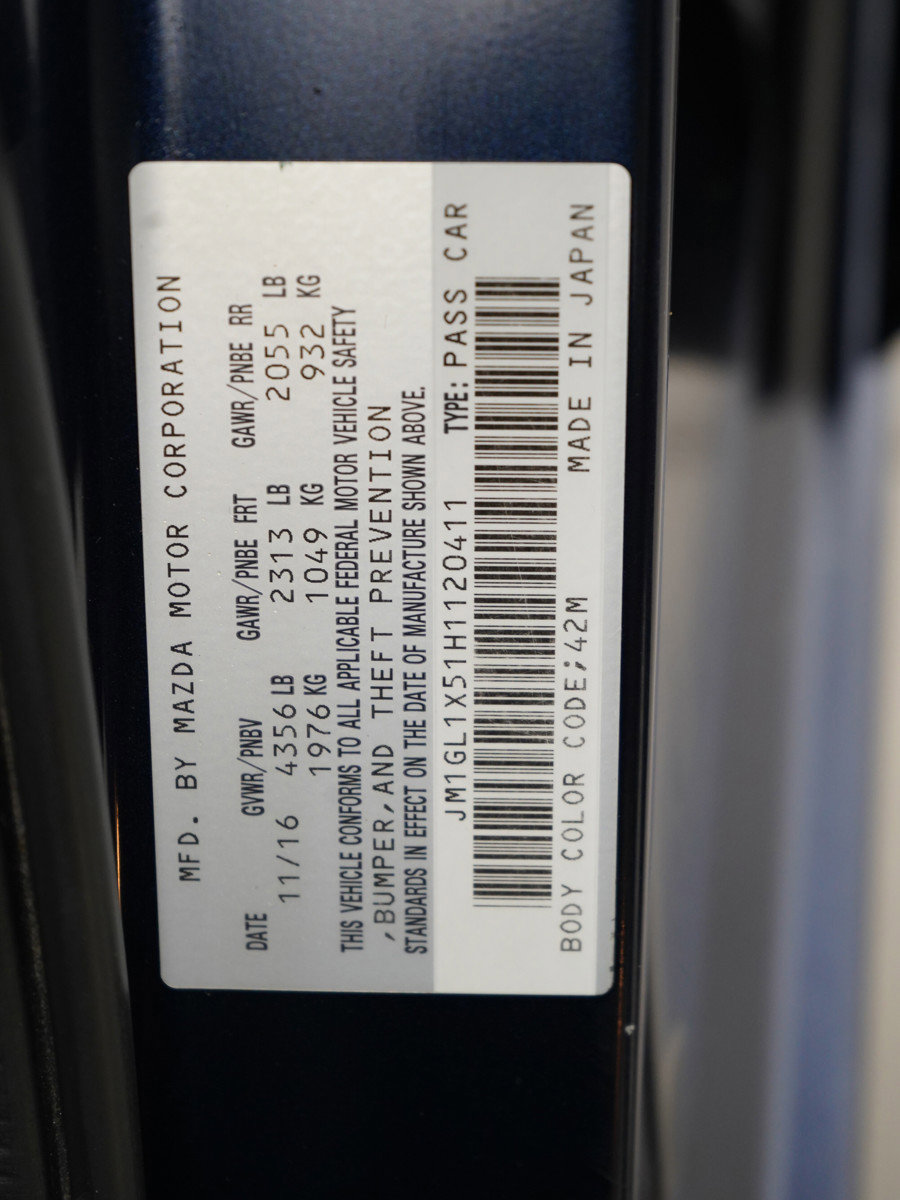 MFD. BY MAZDA MOTOR CORPORATION
DATE GVWR/PNBV GAWR/PNBE FRT GAWR/PNBE RR
11/16 4356 LB 2313 LB 2055 LB
1976 KG 1049 KG 932 KG
THIS VEHICLE CONFORMS TO ALL APPLICABLE FEDERAL MOTOR VEHICLE SAFETY
,BUMPER,AND THEFT PREVENTION
STANDARDS IN EFFECT ON THE DATE OF MANUFACTURE SHOWN ABOVE.
JM1GL1X51H1120411 TYPE: PASS CAR
BODY COLOR CODE;42M MADE IN JAPAN